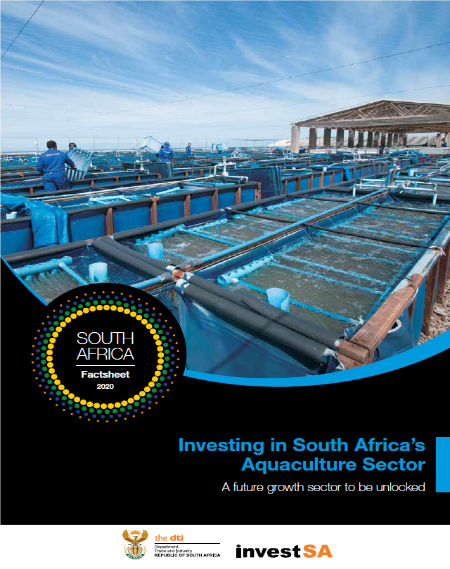 SOUTH
AFRICA
Factsheet
2020
Investing in South Africa's
Aquaculture Sector
A future growth sector to be unlocked
the dti
Department:
Trade and Industry
REPUBLIC OF SOUTH AFRICA
investSA